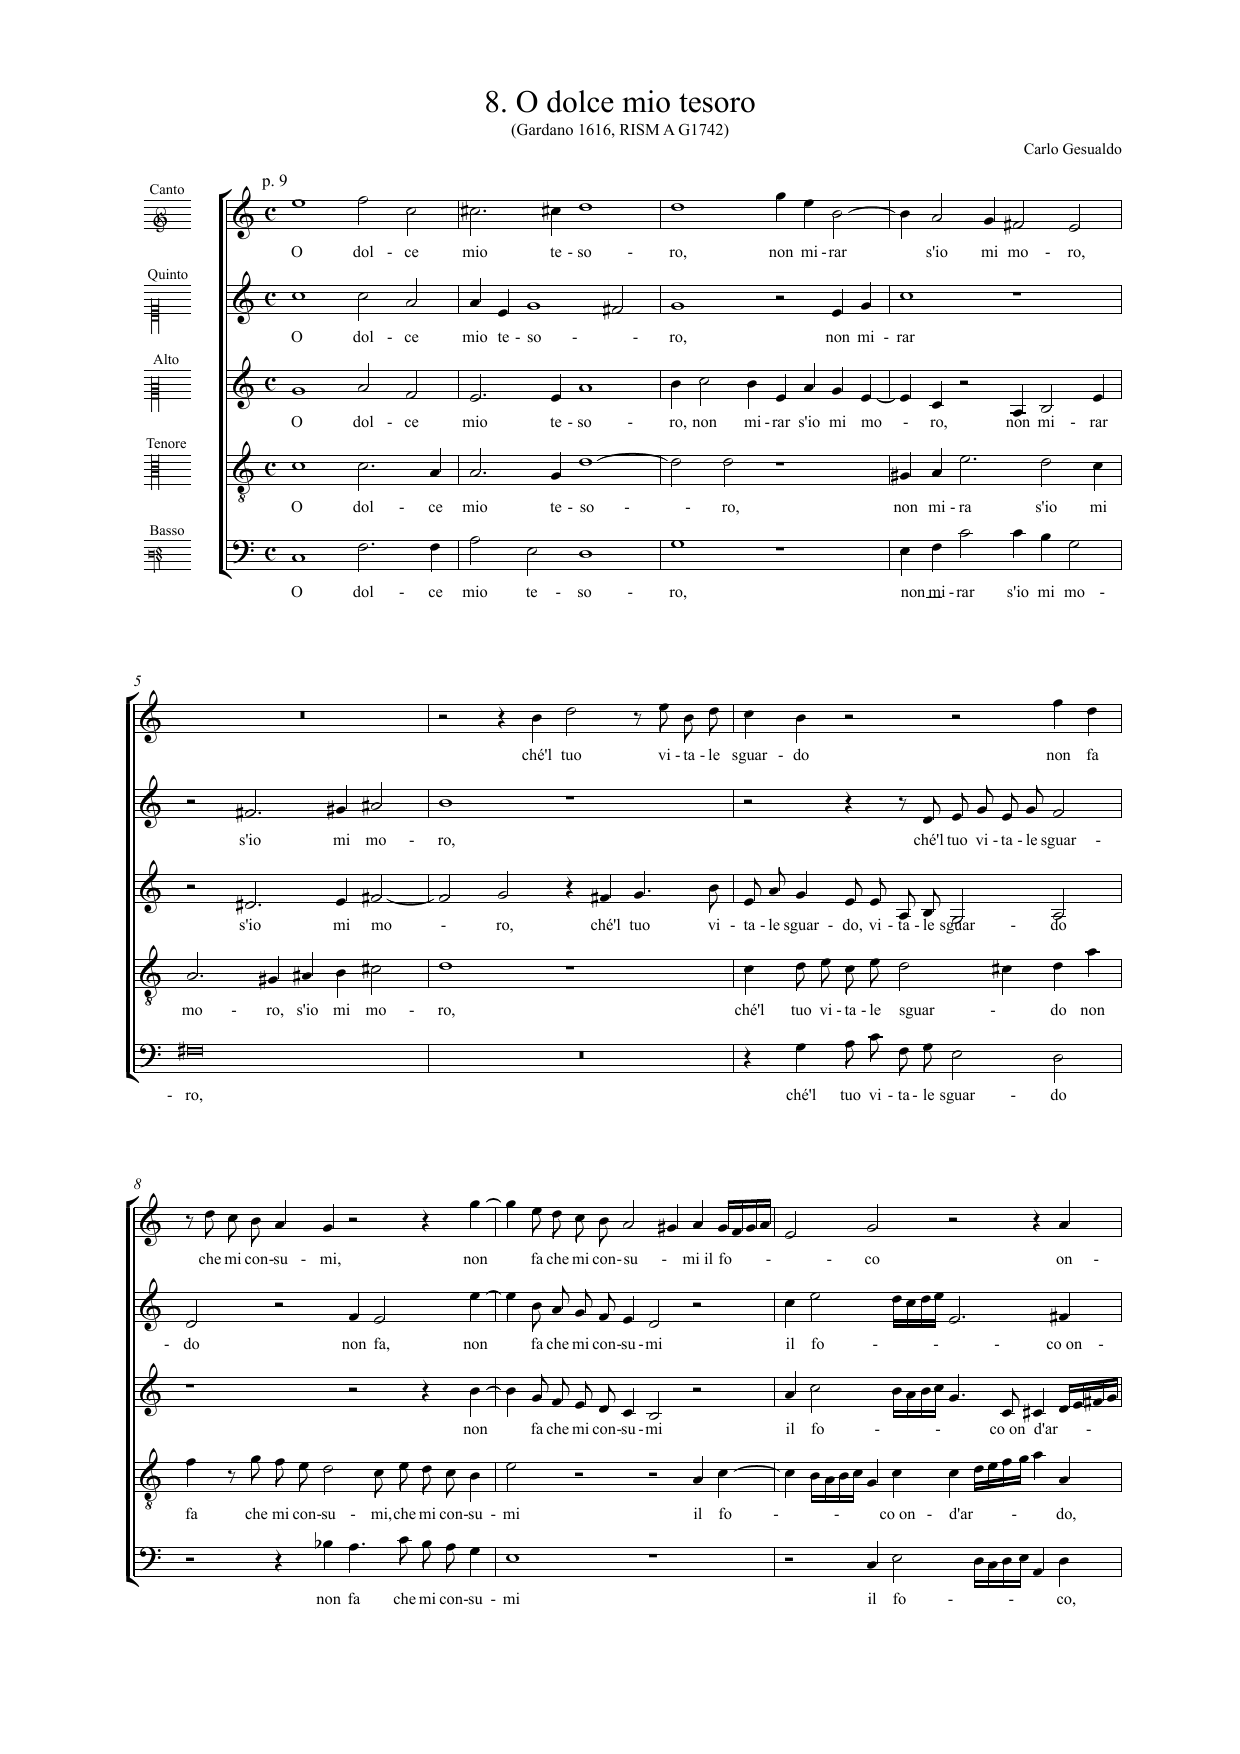 8. O dolce mio tesoro
(Gardano 1616, RISM A G1742)
Carlo Gesualdo
p. 9
Canto
O dol - ce mio te - so - ro, non mi - rar s'io mi mo - ro,
Quinto
O dol - ce mio te - so - - ro, non mi - rar
Alto
O dol - ce mio te - so - ro, non mi - rar s'io mi mo - ro, non mi - rar
Tenore
8
O dol - ce mio te - so - - ro, non mi - ra s'io mi
Basso
O dol - ce mio te - so - ro, non mi - rar s'io mi mo -
5
ché'l tuo vi - ta - le sguar - do non fa
s'io mi mo - ro, ché'l tuo vi - ta - le sguar -
s'io mi mo - ro, ché'l tuo vi - ta - le sguar - do, vi - ta - le sguar - do
8
mo - ro, s'io mi mo - ro, ché'l tuo vi - ta - le sguar - do non
- ro, ché'l tuo vi - ta - le sguar - do
8
che mi con - su - mi, non fa che mi con - su - mi il fo - - co on -
- do non fa, non fa che mi con - su - mi il fo - - - co on -
non fa che mi con - su - mi il fo - - co on d'ar -
8
fa che mi con - su - mi, che mi con - su - mi il fo - - co on - d'ar - do,
non fa che mi con - su - mi il fo - - co,